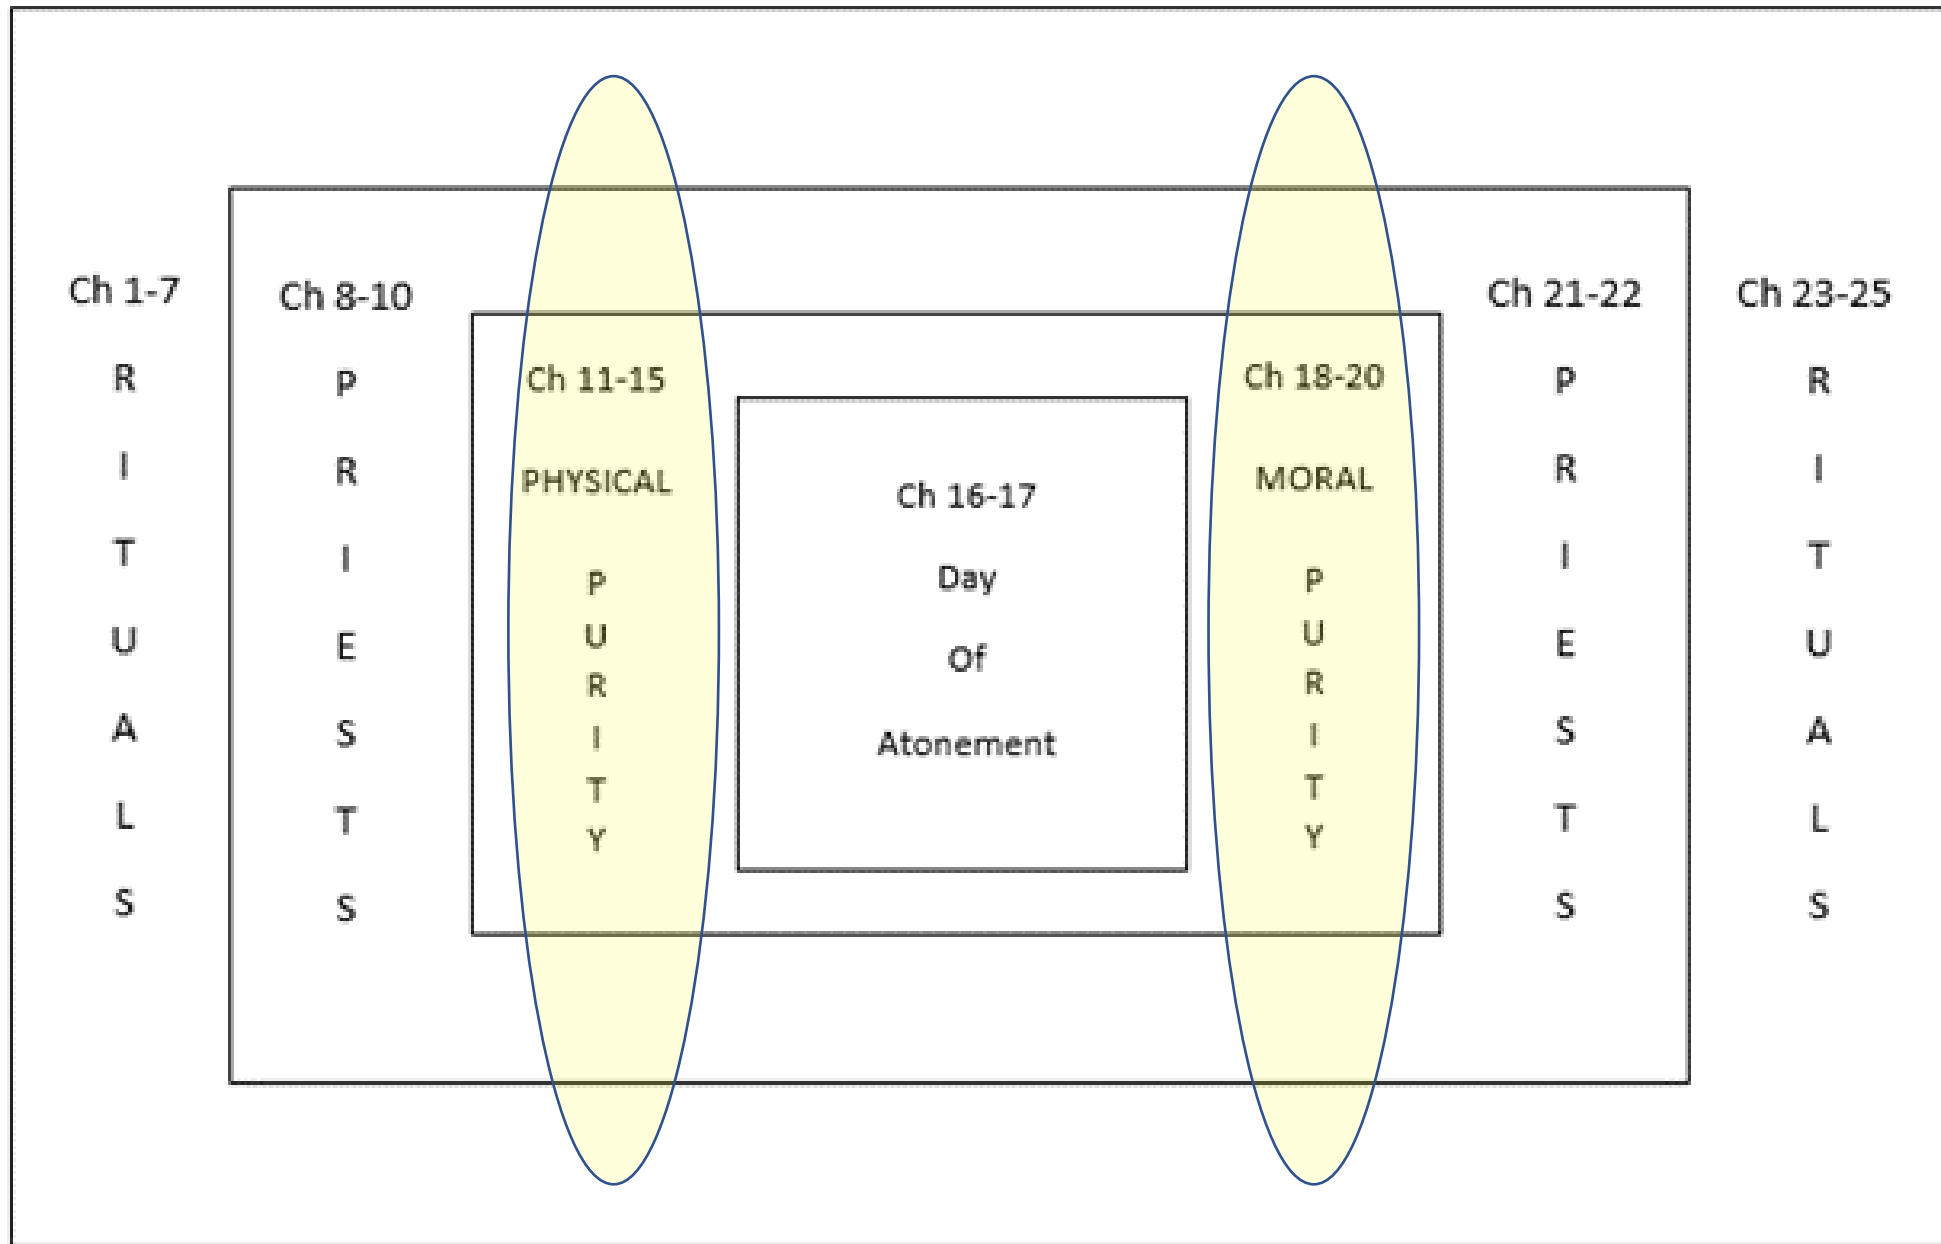 Ch 1-7
R
I
T
U
A
L
S
Ch 8-10
P
R
I
E
S
T
S
Ch 11-15
PHYSICAL
P
U
R
I
T
Y
Ch 16-17
Day
Of
Atonement
Ch 18-20
MORAL
P
U
R
I
T
Y
Ch 21-22
P
R
I
E
S
T
S
Ch 23-25
R
I
T
U
A
L
S